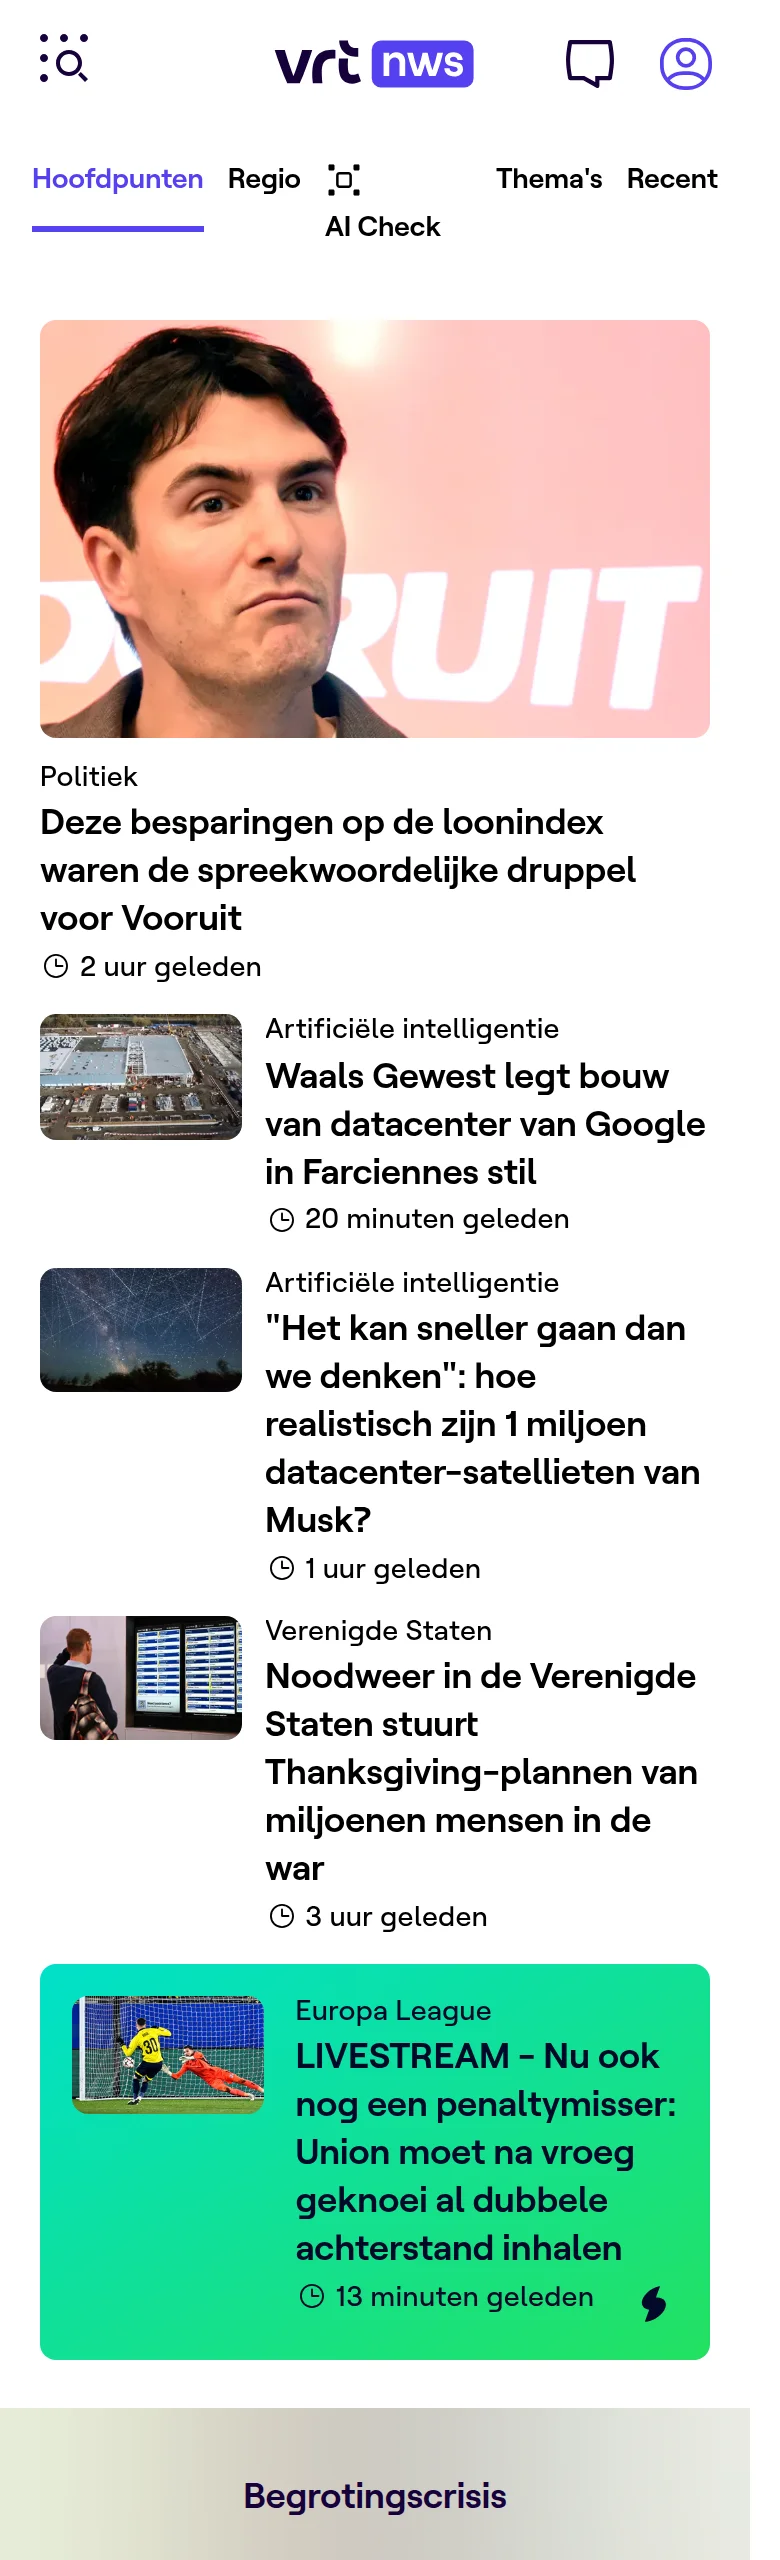 vrt nws
Hoofdpunten Regio AI Check Thema's Recent
RUIT
Politiek
Deze besparingen op de loonindex
waren de spreekwoordelijke druppel
voor Vooruit
2 uur geleden
Artificiële intelligentie
Waals Gewest legt bouw
van datacenter van Google
in Farciennes stil
20 minuten geleden
Artificiële intelligentie
"Het kan sneller gaan dan
we denken": hoe
realistisch zijn 1 miljoen
datacenter-satellieten van
Musk?
1 uur geleden
Verenigde Staten
Noodweer in de Verenigde
Staten stuurt
Thanksgiving-plannen van
miljoenen mensen in de
war
3 uur geleden
30
Europa League
LIVESTREAM - Nu ook
nog een penaltymisser:
Union moet na vroeg
geknoei al dubbele
achterstand inhalen
13 minuten geleden
Begrotingscrisis